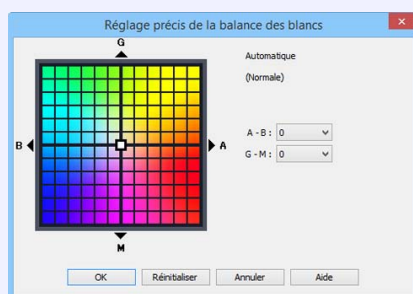 Réglage précis de la balance des blancs
x
G
Automatique
(Normale)
B
A
A - B : 0
G - M : 0
M
OK
Réinitialiser
Annuler
Aide